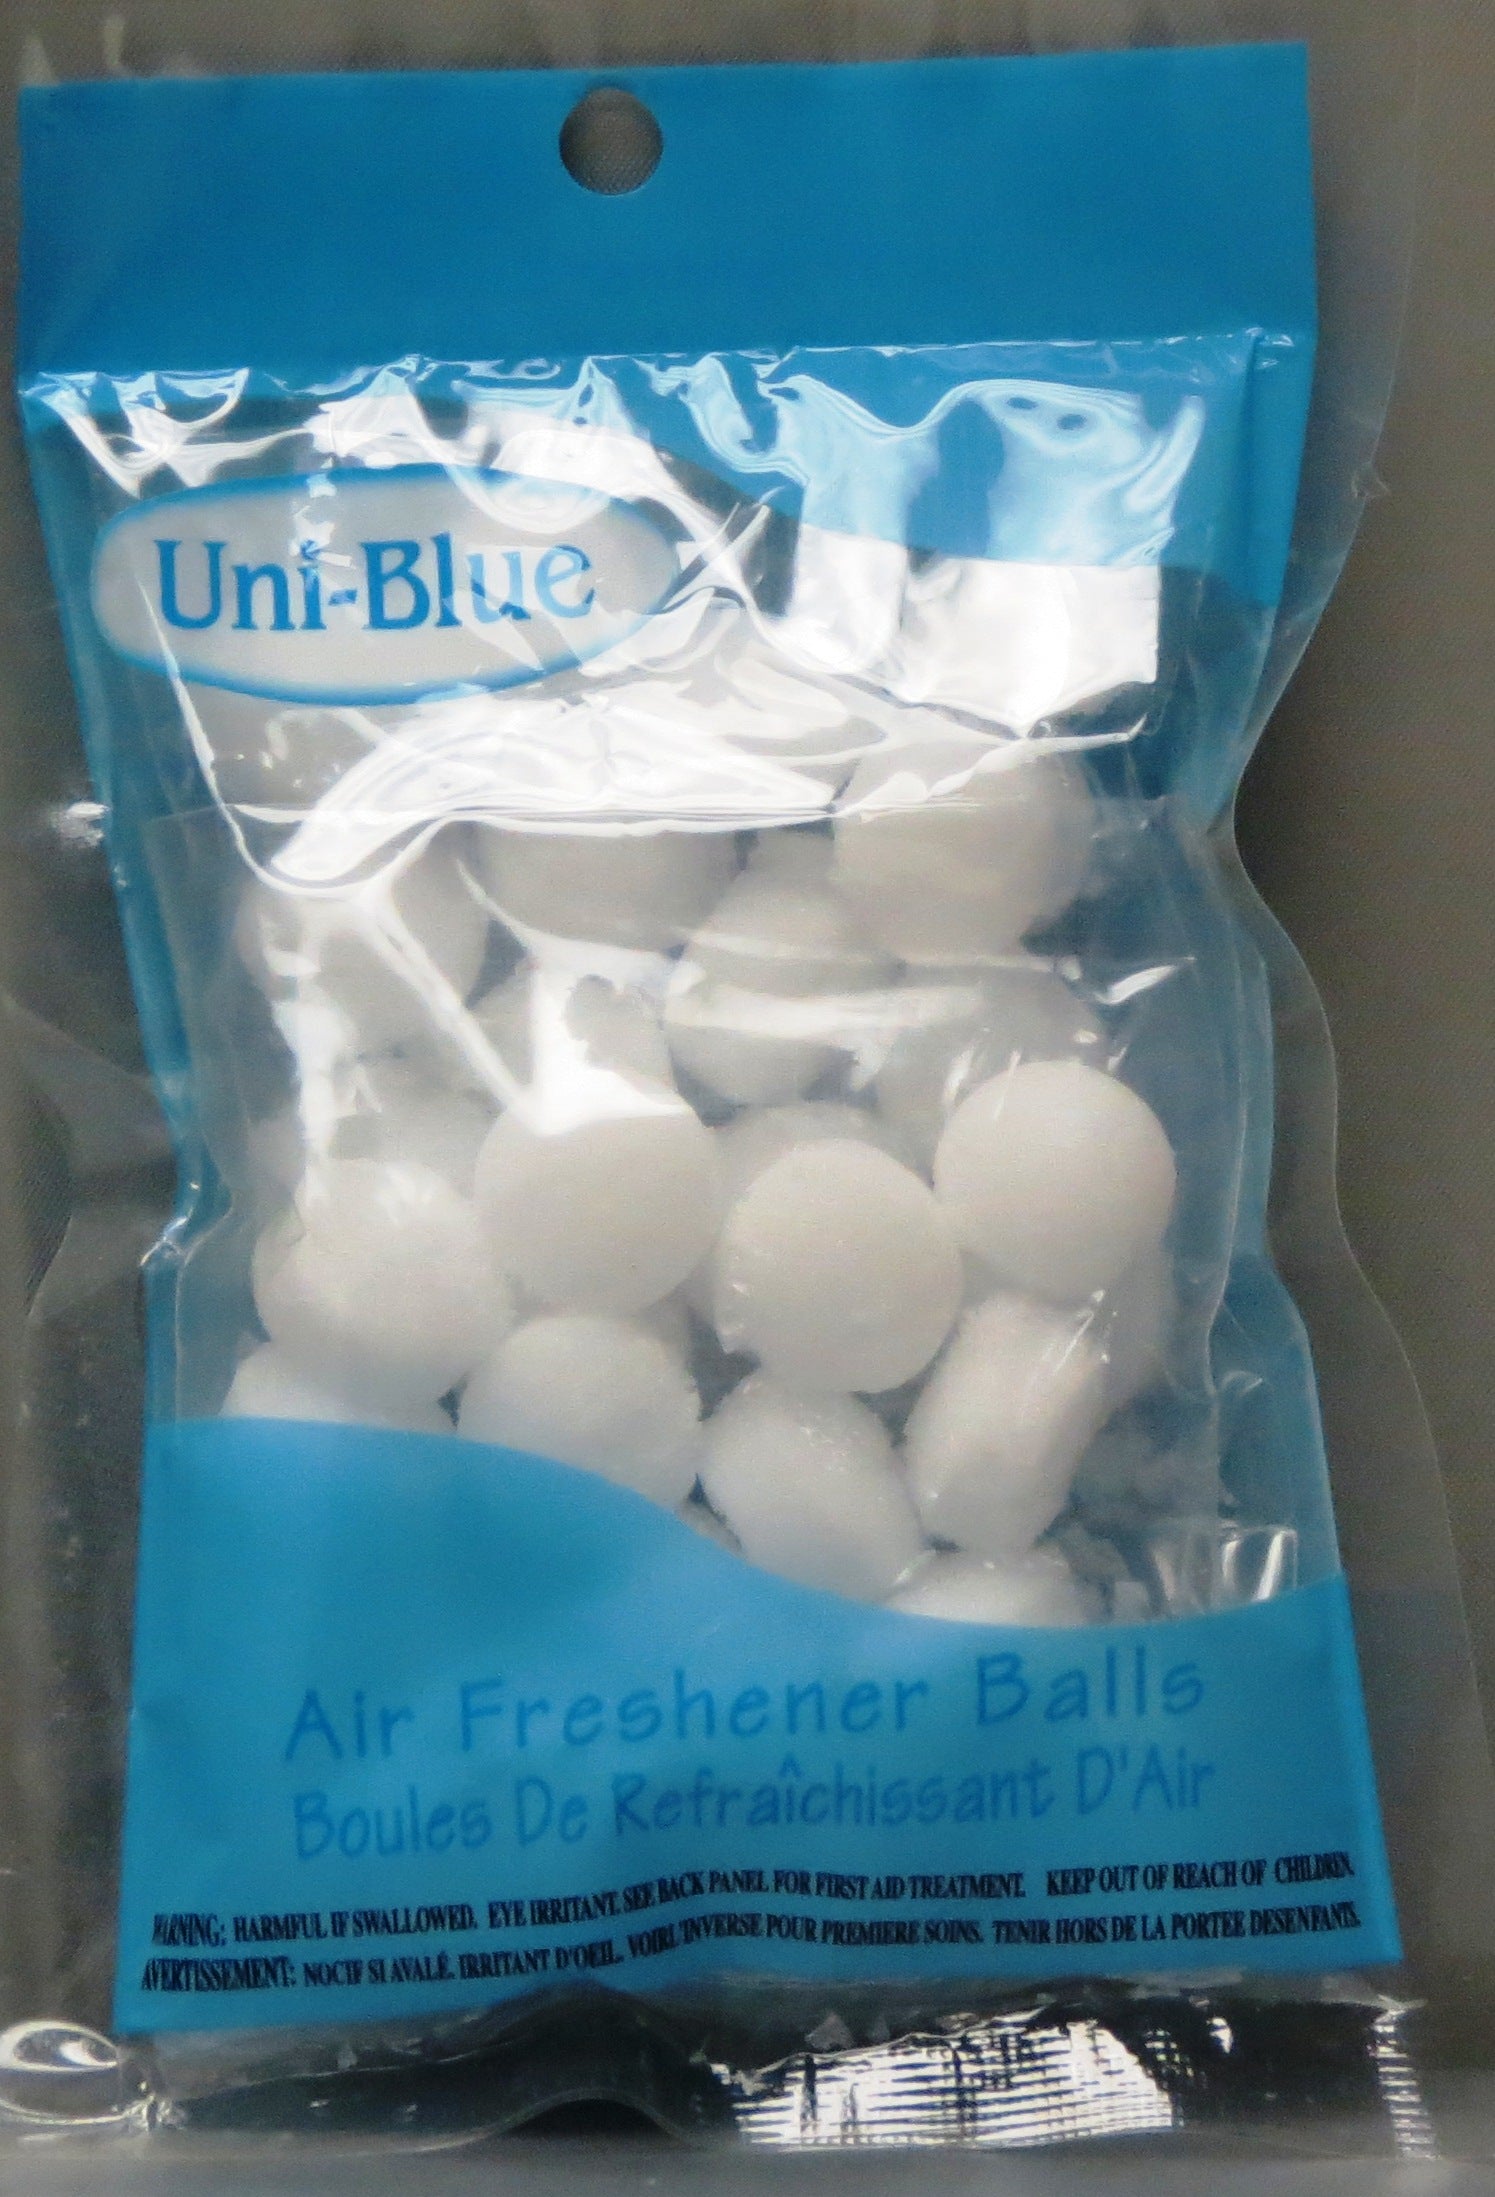 Uni-Blue
Air Freshener Balls
Boules De Refraîchissant D'Air
WARNING: HARMFUL IF SWALLOWED. EYE IRRITANT. SEE BACK PANEL FOR FIRST AID TREATMENT. KEEP OUT OF REACH OF CHILDREN.
AVERTISSEMENT: NOCIF SI AVALÉ. IRRITANT D'OEIL. VOIRL'INVERSE POUR PREMIERE SOINS. TENIR HORS DE LA PORTEE DESENFANTS.